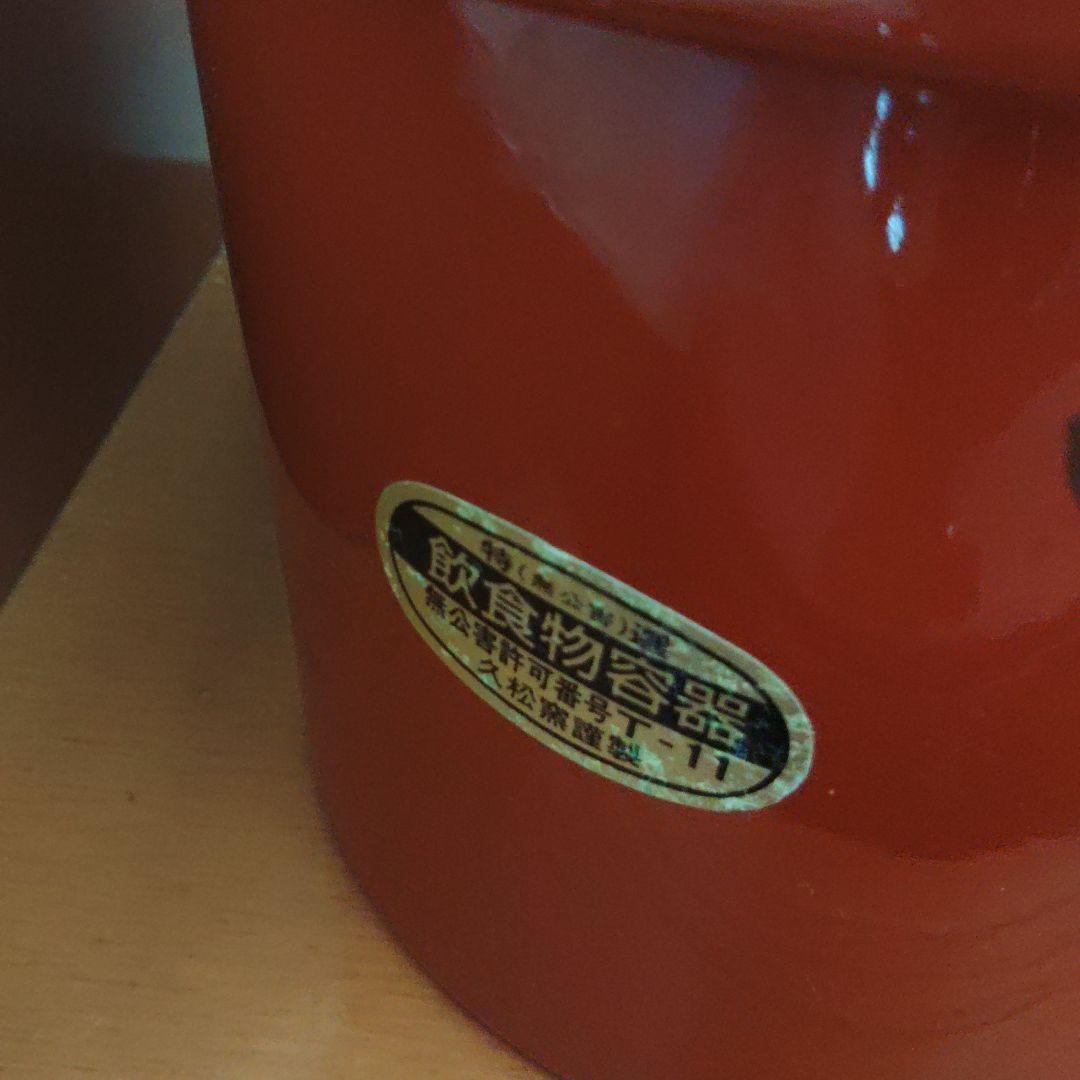 特(無公害)選
飲食物容器
無公害許可番号T-11
久松窯謹製